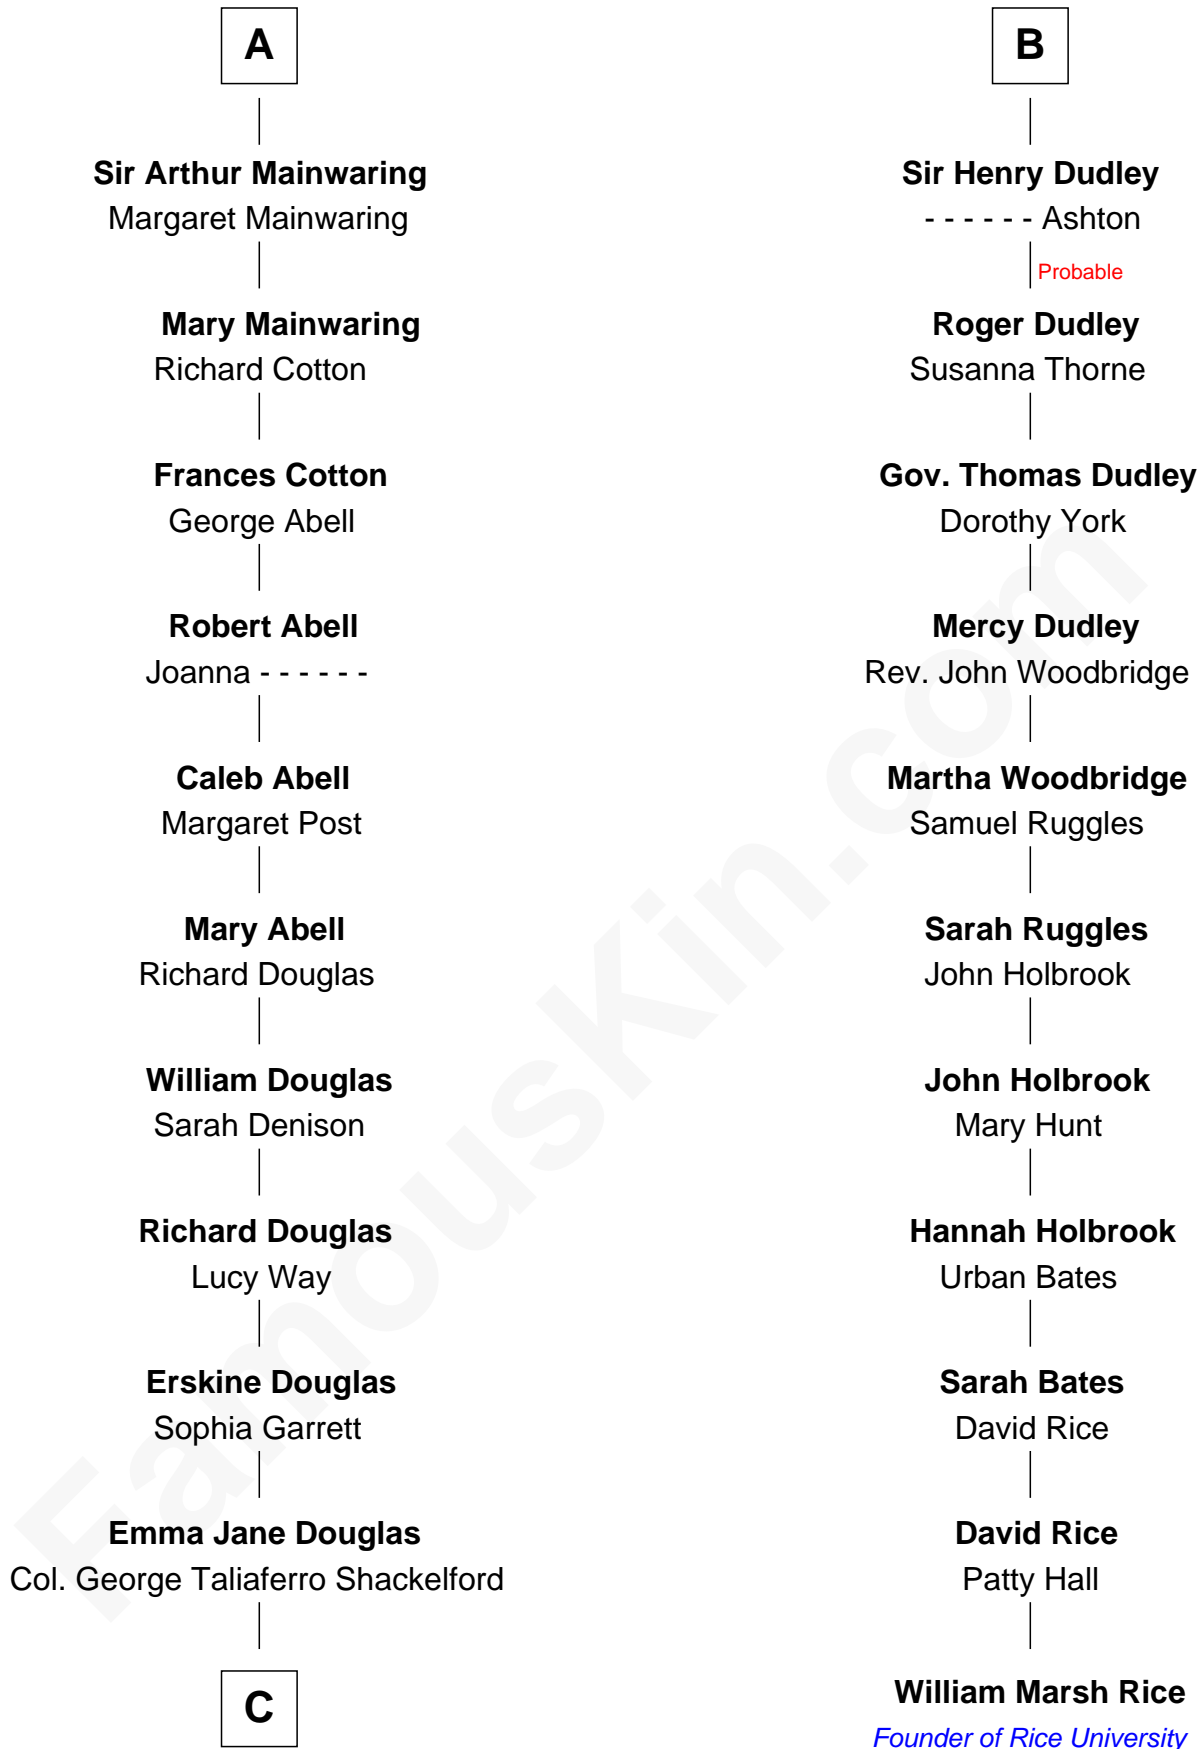 A
Sir Arthur Mainwaring
Margaret Mainwaring
Mary Mainwaring
Richard Cotton
Frances Cotton
George Abell
Robert Abell
Joanna - - - - - -
Caleb Abell
Margaret Post
Mary Abell
Richard Douglas
William Douglas
Sarah Denison
Richard Douglas
Lucy Way
Erskine Douglas
Sophia Garrett
Emma Jane Douglas
Col. George Taliaferro Shackelford
C
B
Sir Henry Dudley
- - - - - - Ashton
Probable
Roger Dudley
Susanna Thorne
Gov. Thomas Dudley
Dorothy York
Mercy Dudley
Rev. John Woodbridge
Martha Woodbridge
Samuel Ruggles
Sarah Ruggles
John Holbrook
John Holbrook
Mary Hunt
Hannah Holbrook
Urban Bates
Sarah Bates
David Rice
David Rice
Patty Hall
William Marsh Rice
Founder of Rice University
FamousKin.com